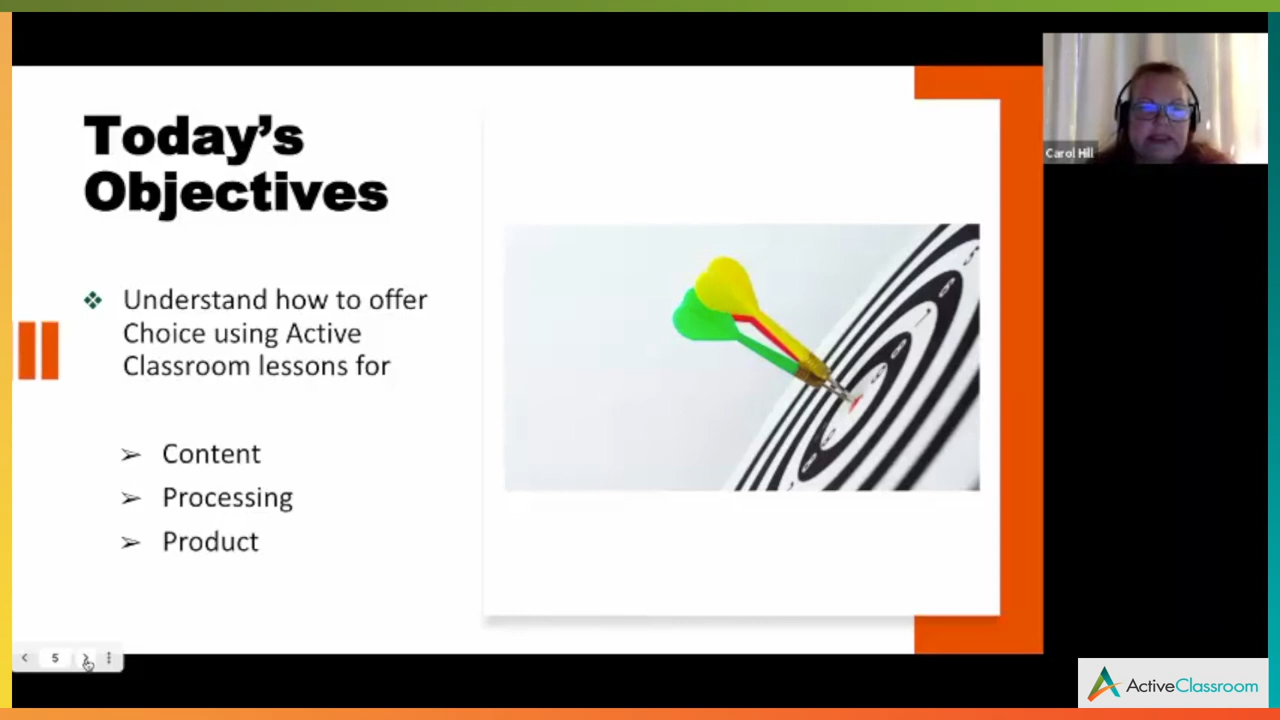 Today's
Objectives
❖ Understand how to offer
Choice using Active
Classroom lessons for
➢ Content
➢ Processing
➢ Product
Carol Hill
5
ActiveClassroom